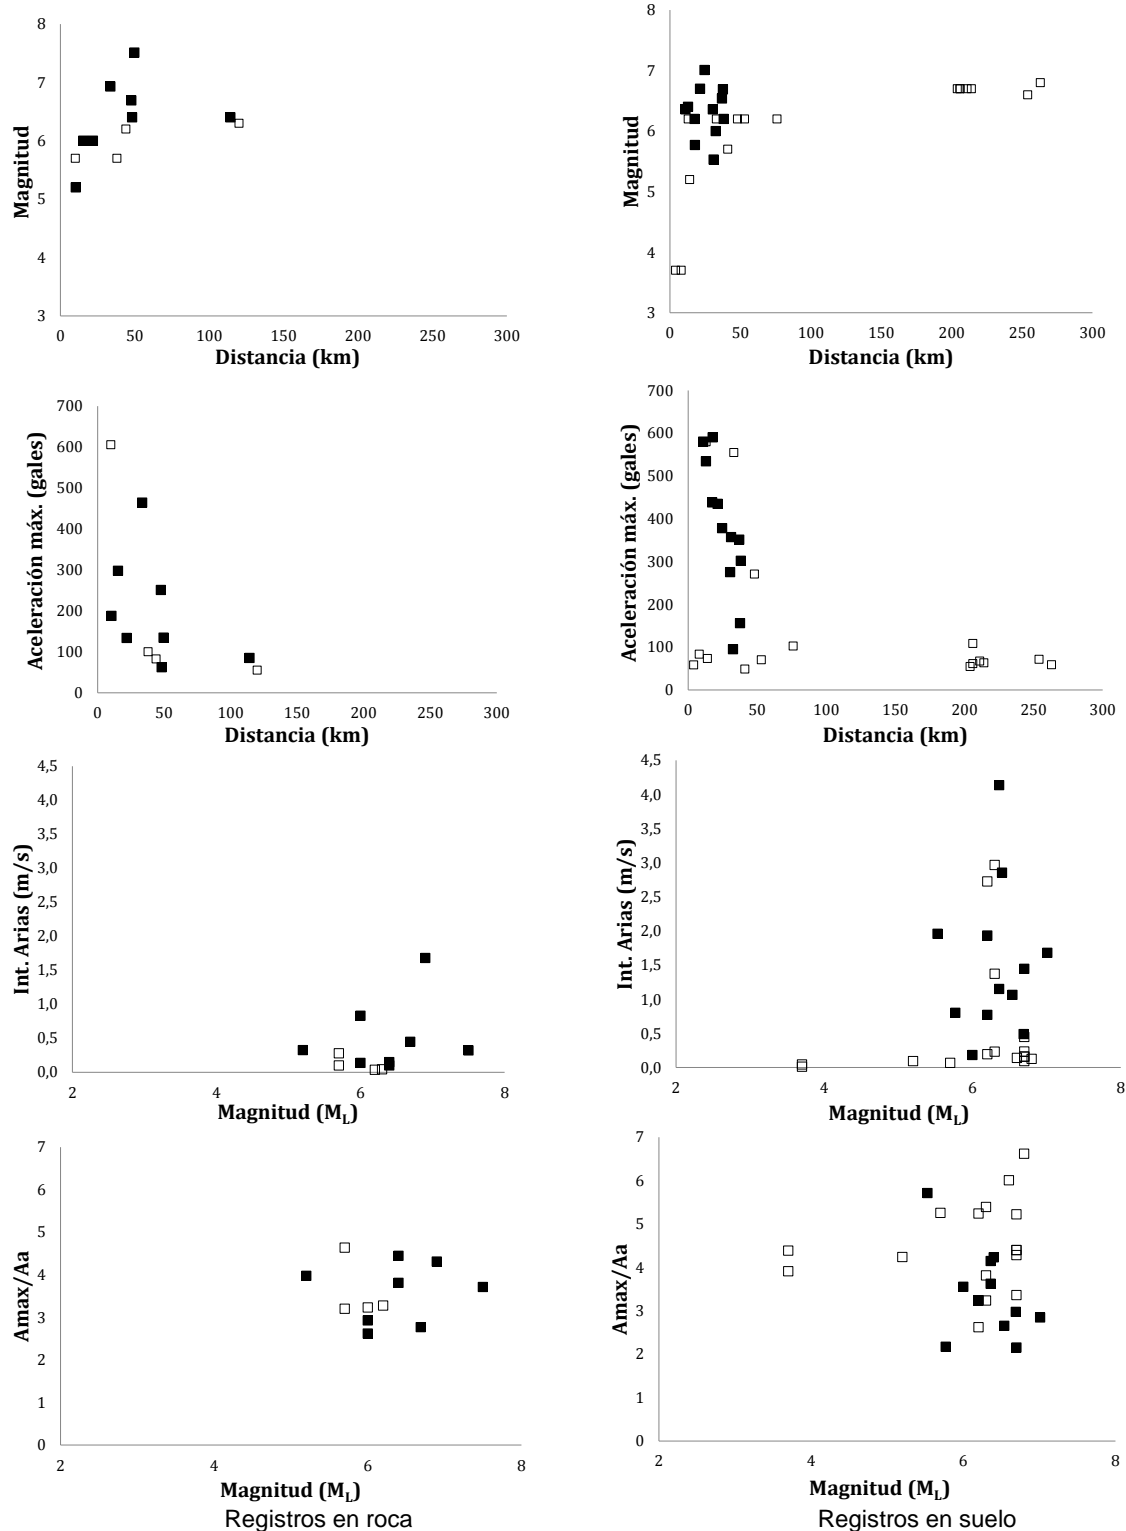 8
7
6
5
4
3
Magnitud
0 50 100 150 200 250 300
Distancia (km)
8
7
6
5
4
3
Magnitud
0 50 100 150 200 250 300
Distancia (km)
700
600
500
400
300
200
100
0
Aceleración máx. (gales)
0 50 100 150 200 250 300
Distancia (km)
700
600
500
400
300
200
100
0
Aceleración máx. (gales)
0 50 100 150 200 250 300
Distancia (km)
4,5
4,0
3,5
3,0
2,5
2,0
1,5
1,0
0,5
0,0
Int. Arias (m/s)
2 4 6 8
Magnitud (M_L)
4,5
4,0
3,5
3,0
2,5
2,0
1,5
1,0
0,5
0,0
Int. Arias (m/s)
2 4 6 8
Magnitud (M_L)
7
6
5
4
3
2
1
0
Amax/Aa
2 4 6 8
Magnitud (M_L)
Registros en roca
7
6
5
4
3
2
1
0
Amax/Aa
2 4 6 8
Magnitud (M_L)
Registros en suelo